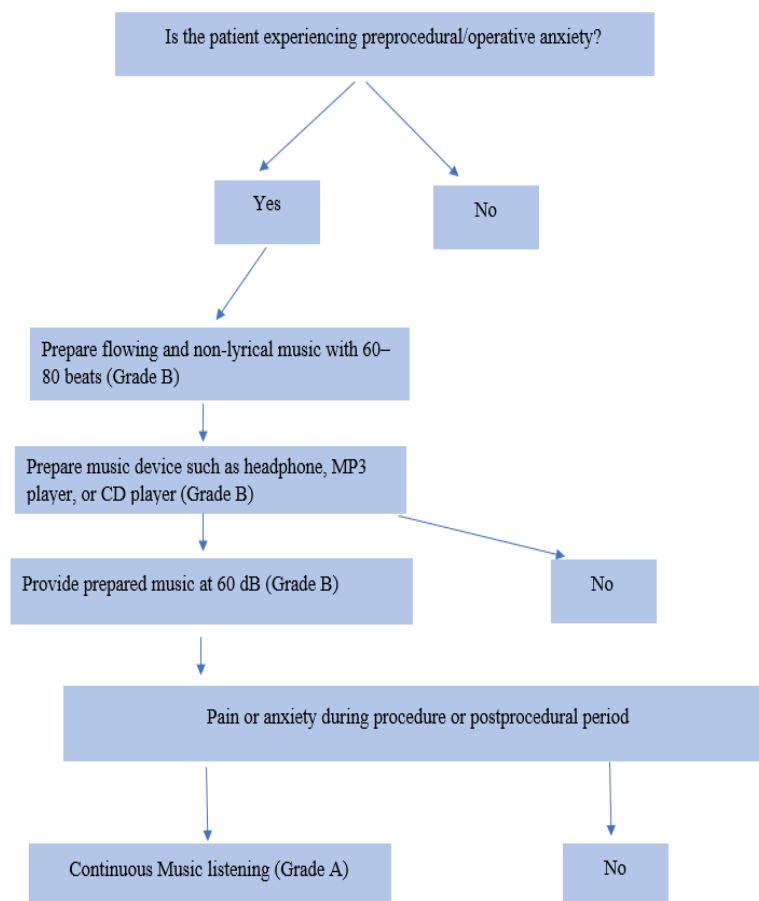 Is the patient experiencing preprocedural/operative anxiety?
Yes
No
Prepare flowing and non-lyrical music with 60–
80 beats (Grade B)
Prepare music device such as headphone, MP3
player, or CD player (Grade B)
Provide prepared music at 60 dB (Grade B)
No
Pain or anxiety during procedure or postprocedural period
Continuous Music listening (Grade A)
No